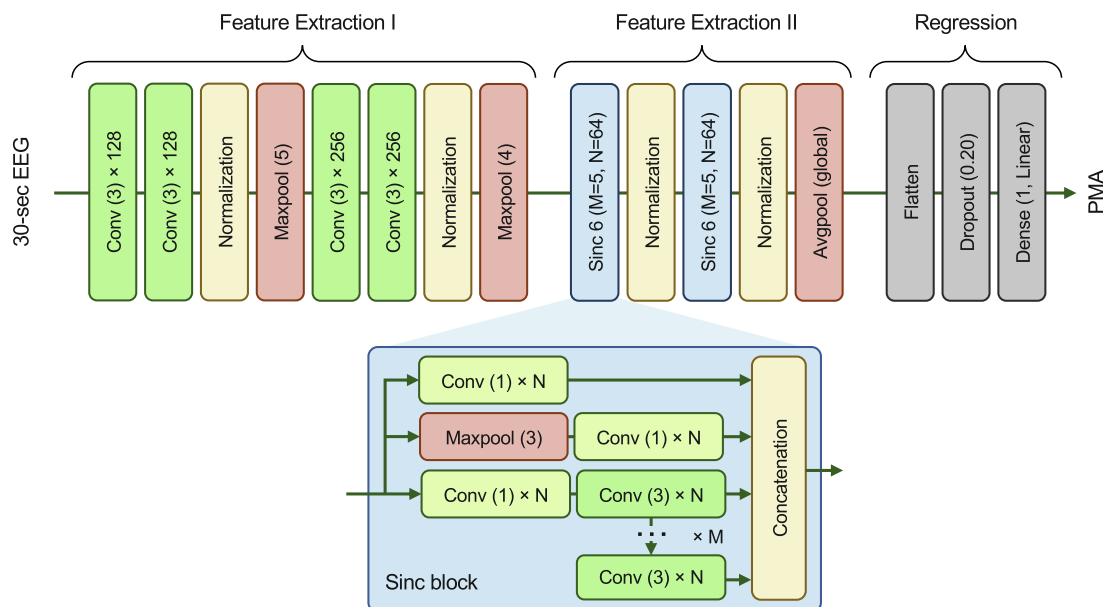 Feature Extraction I
Feature Extraction II
Regression
30-sec EEG
Conv (3) × 128
Conv (3) × 128
Normalization
Maxpool (5)
Conv (3) × 256
Conv (3) × 256
Normalization
Maxpool (4)
Sinc 6 (M=5, N=64)
Normalization
Sinc 6 (M=5, N=64)
Normalization
Avgpool (global)
Flatten
Dropout (0.20)
Dense (1, Linear)
PMA
Conv (1) × N
Maxpool (3)
Conv (1) × N
Conv (1) × N
Conv (3) × N
··· × M
Conv (3) × N
Concatenation
Sinc block